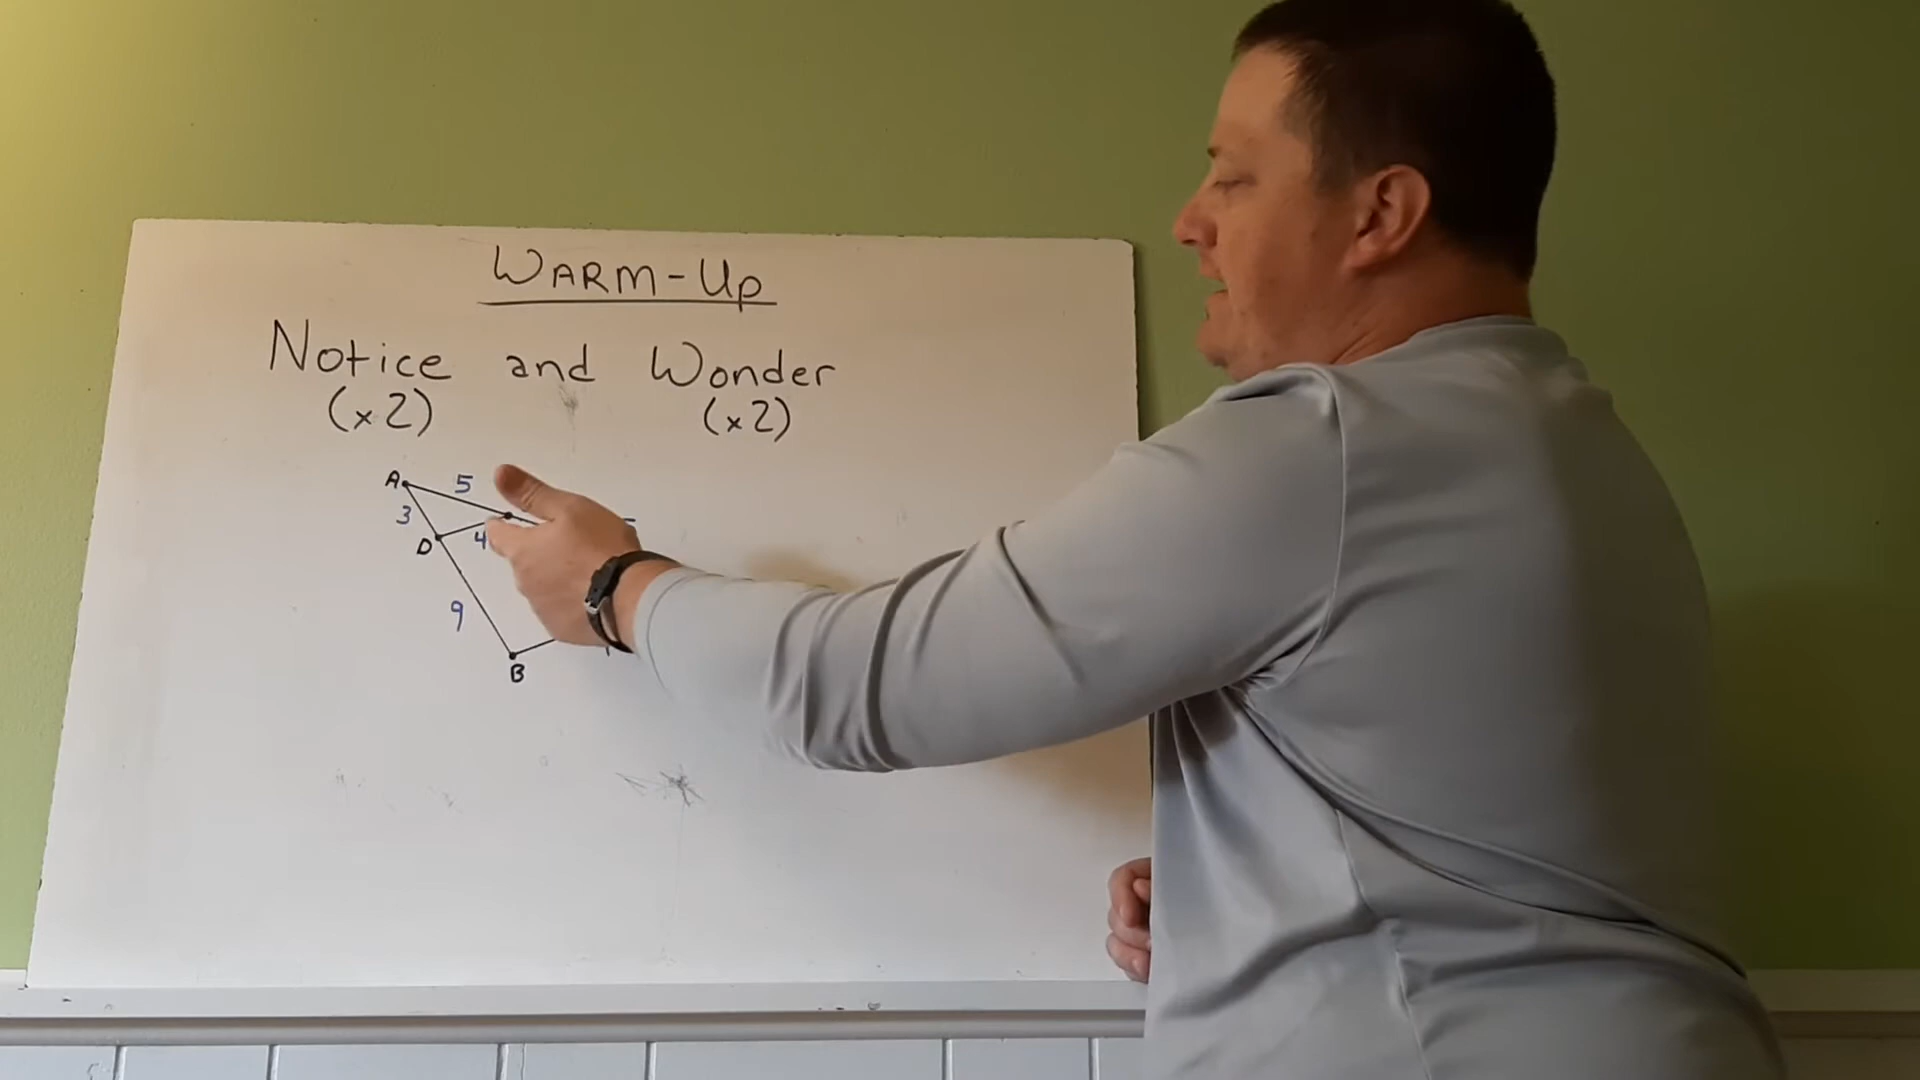 WARM-UP
Notice and Wonder
(x2) (x2)
A 5
3
D 4
9
B